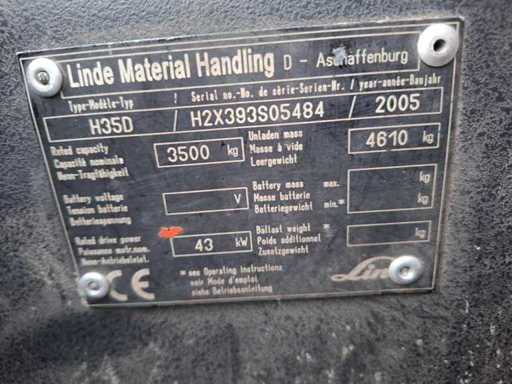 Linde Material Handling D - Aschaffenburg
Type-Modèle-Typ / Serial no.-No. de série-Serien-Nr. / year-année-Baujahr
H35D / H2X393S05484 / 2005
Rated capacity
Capacité nominale
Nenn-Tragfähigkeit
3500 kg
Unladen mass
Masse à vide
Leergewicht
4610 kg
Battery voltage
Tension batterie
Batteriespannung
V
Battery mass max.
Masse batterie
Batteriegewicht min.*
kg
kg
Rated drive power
Puissance motr.nom.
Nenn-Antriebsleist.
43 kW
Ballast weight *
Poids additionnel
Zusatzgewicht
kg
CE
* see Operating instructions
voir Mode d'emploi
siehe Betriebsanleitung